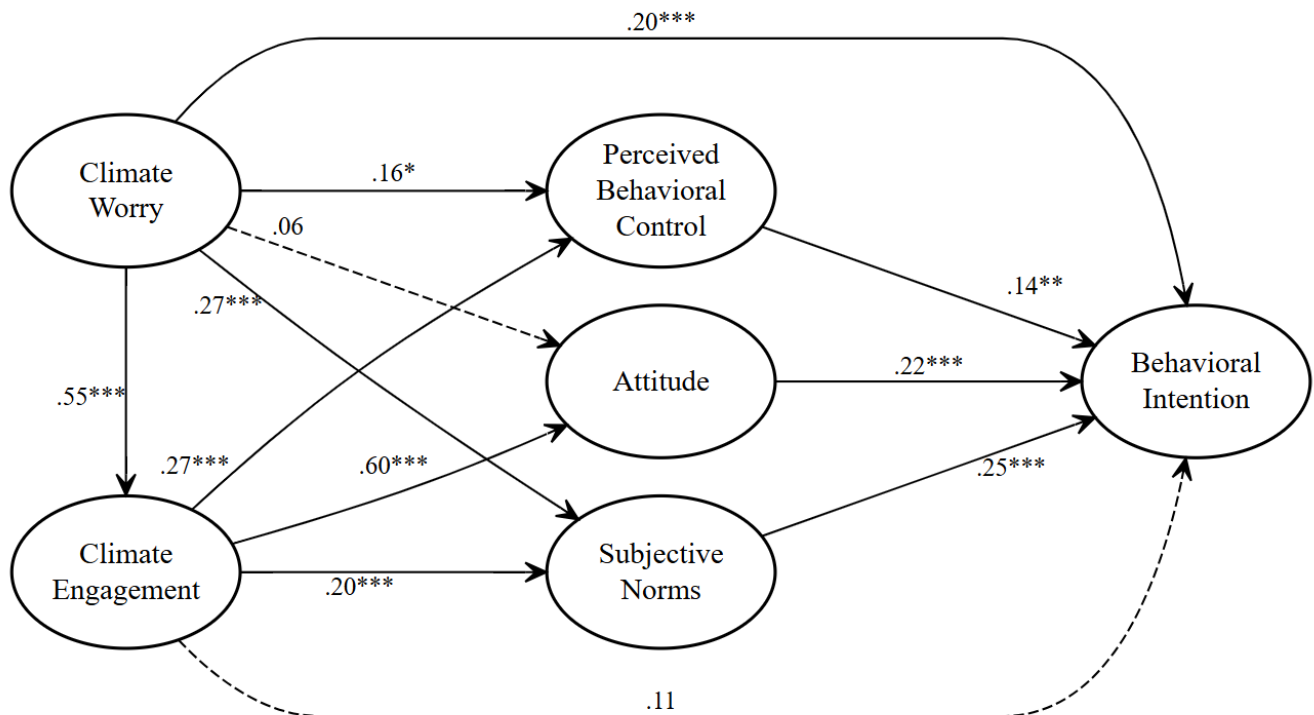 .20***
Climate
Worry
.16*
Perceived
Behavioral
Control
.06
.27***
.14**
.55***
Attitude
.22***
Behavioral
Intention
.27***
.60***
.25***
Climate
Engagement
.20***
Subjective
Norms
.11